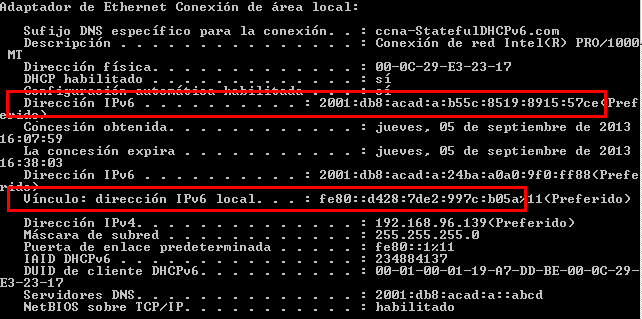 Adaptador de Ethernet Conexión de área local:
Sufijo DNS específico para la conexión. . : ccna-StatefulDHCPv6.com
Descripción . . . . . . . . . . . . . . . : Conexión de red Intel(R) PRO/1000
MT
Dirección física. . . . . . . . . . . . . : 00-0C-29-E3-23-17
DHCP habilitado . . . . . . . . . . . . . : sí
Configuración automática habilitada . . . : sí
Dirección IPv6 . . . . . . . . . . : 2001:db8:acad:a:b55c:8519:8915:57ce(Pref
erido)
Concesión obtenida. . . . . . . . . . . . : jueves, 05 de septiembre de 2013
16:07:59
La concesión expira . . . . . . . . . . . : jueves, 05 de septiembre de 2013
16:38:03
Dirección IPv6 . . . . . . . . . . : 2001:db8:acad:a:24ba:a0a0:9f0:ff88(Prefe
rido)
Vínculo: dirección IPv6 local. . . : fe80::d428:7de2:997c:b05a%11(Preferido)
Dirección IPv4. . . . . . . . . . . . . . : 192.168.96.139(Preferido)
Máscara de subred . . . . . . . . . . . . : 255.255.255.0
Puerta de enlace predeterminada . . . . . : fe80::1%11
IAID DHCPv6 . . . . . . . . . . . . . . . : 234884137
DUID de cliente DHCPv6. . . . . . . . . . : 00-01-00-01-19-A7-DD-BE-00-0C-29-
E3-23-17
Servidores DNS. . . . . . . . . . . . . . : 2001:db8:acad:a::abcd
NetBIOS sobre TCP/IP. . . . . . . . . . . : habilitado